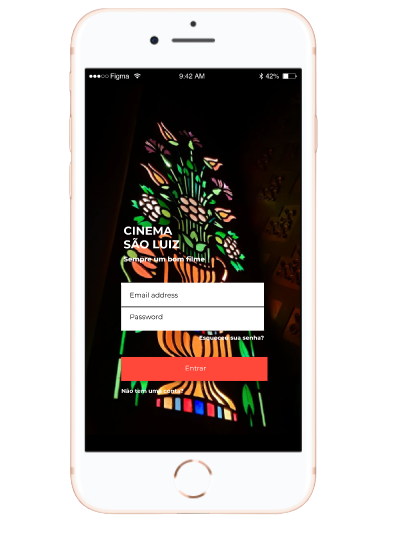 Figma 9:42 AM 42%
CINEMA
SÃO LUIZ
Sempre um bom filme
Email address
Password
Esqueceu sua senha?
Entrar
Não tem uma conta?